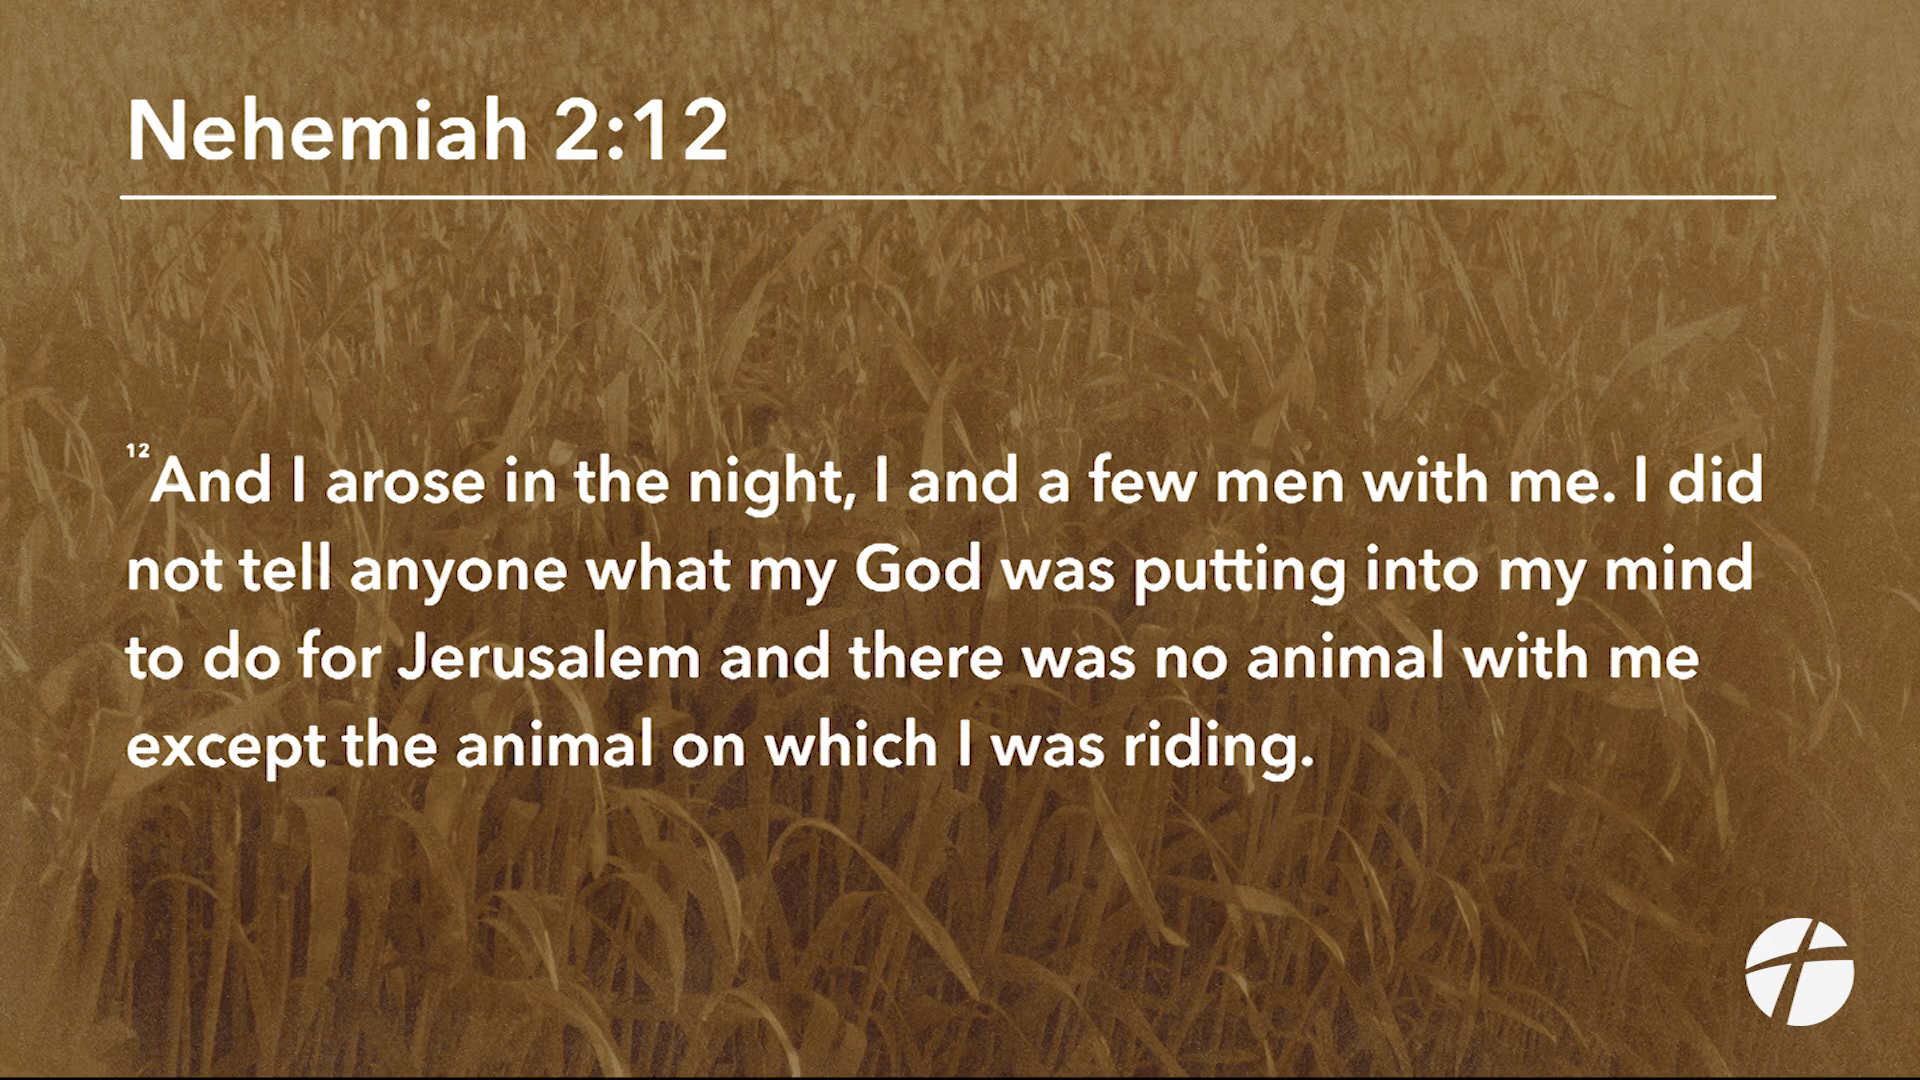 Nehemiah 2:12
12 And I arose in the night, I and a few men with me. I did
not tell anyone what my God was putting into my mind
to do for Jerusalem and there was no animal with me
except the animal on which I was riding.